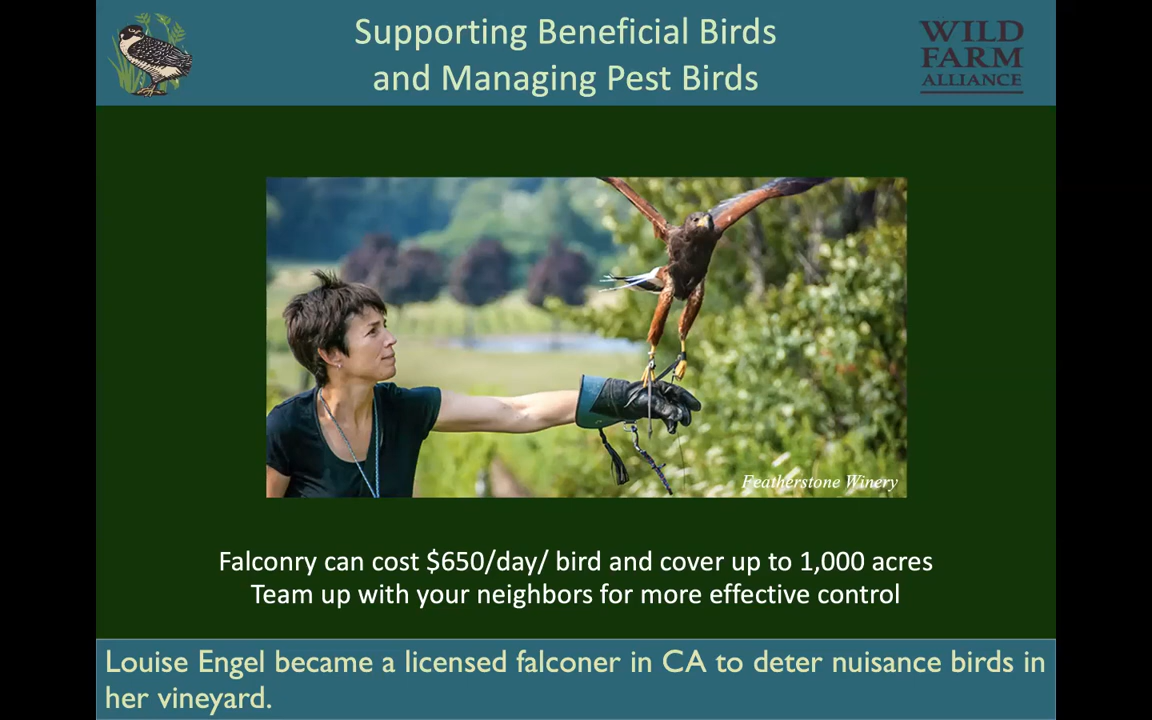 Supporting Beneficial Birds
and Managing Pest Birds
WILD
FARM
ALLIANCE
Featherstone Winery
Falconry can cost $650/day/ bird and cover up to 1,000 acres
Team up with your neighbors for more effective control
Louise Engel became a licensed falconer in CA to deter nuisance birds in
her vineyard.